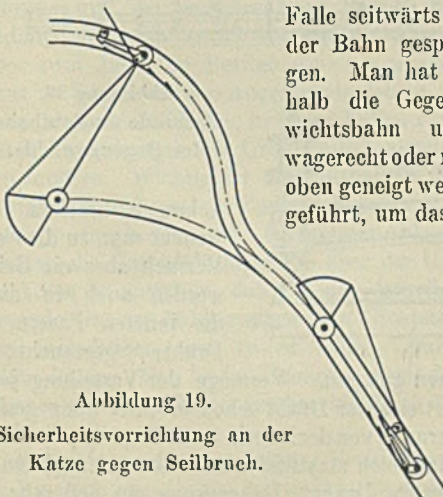 Falle seitwärts
der Bahn gesp
gen. Man hat
halb die Gege
wichtsbahn u
wagerecht oder n
oben geneigt we
geführt, um das
Abbildung 19.
Sicherheitsvorrichtung an der
Katze gegen Seilbruch.